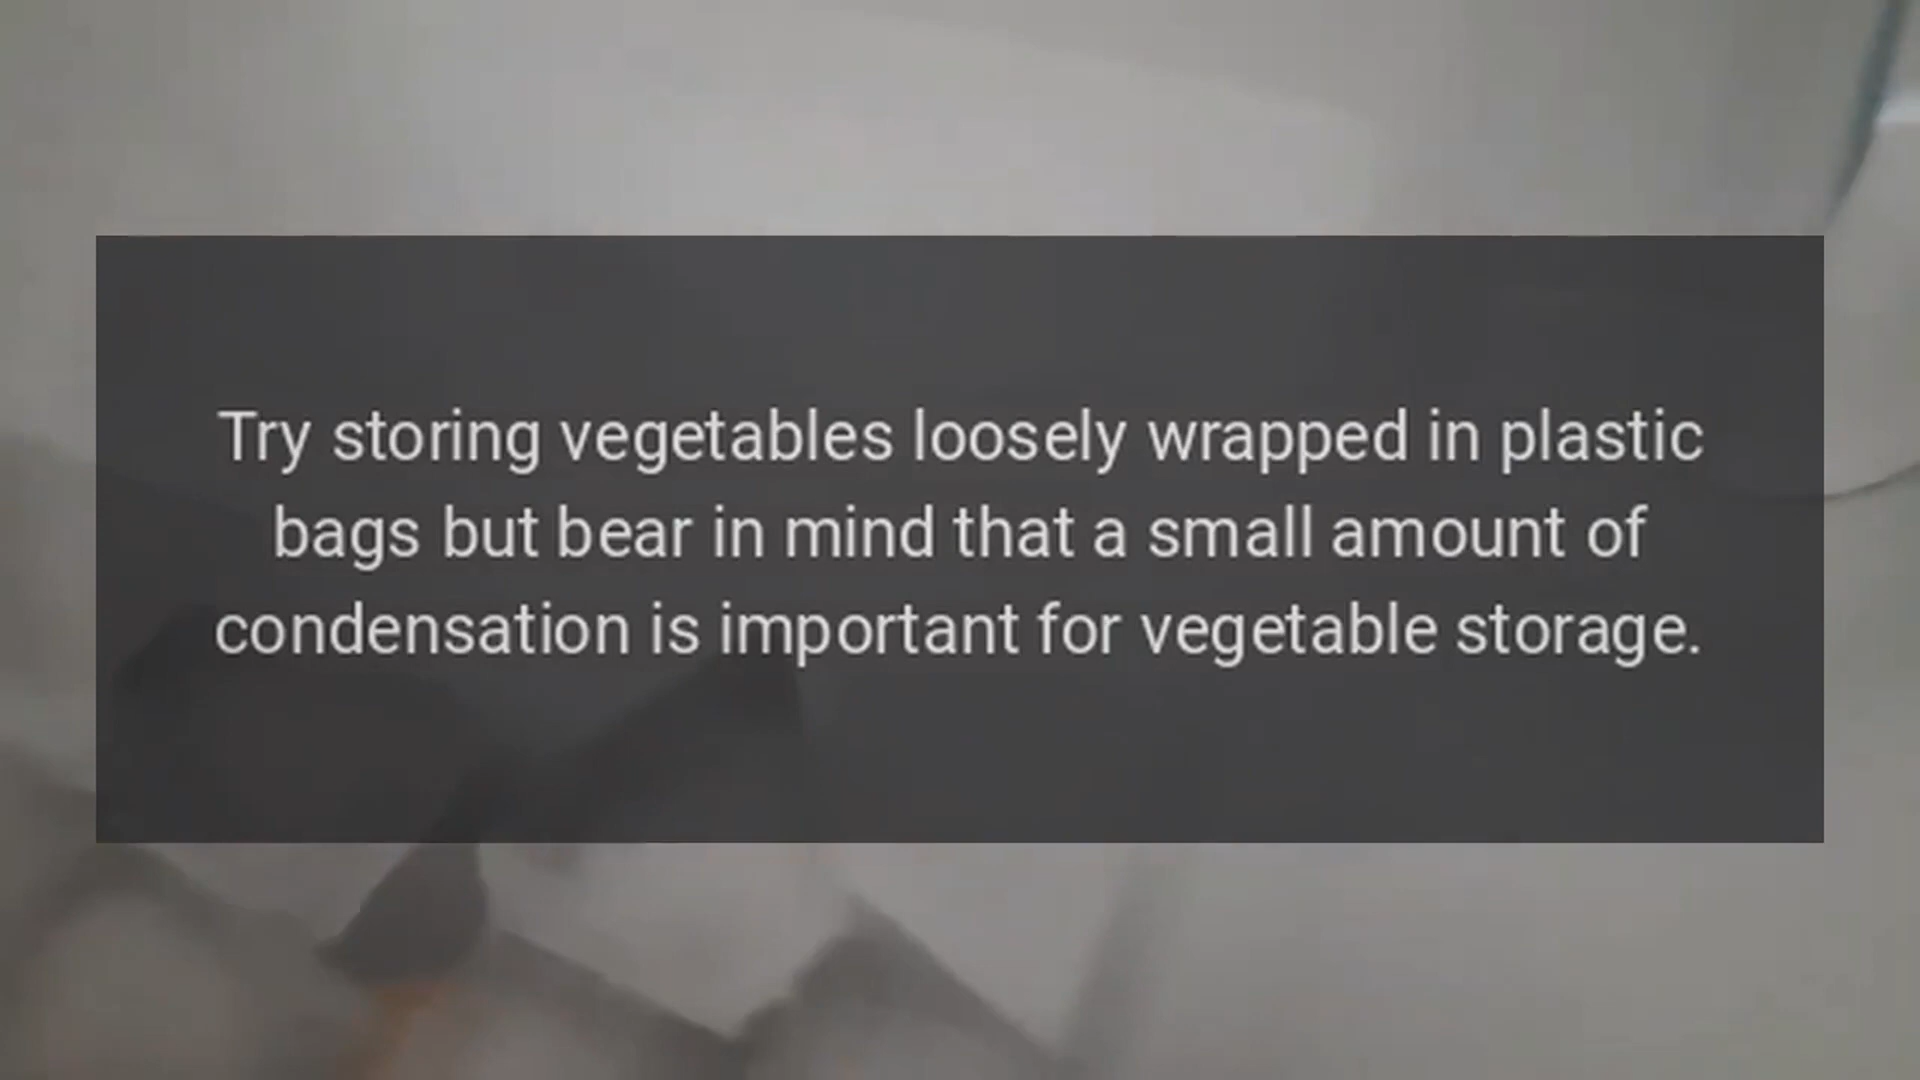 Try storing vegetables loosely wrapped in plastic
bags but bear in mind that a small amount of
condensation is important for vegetable storage.